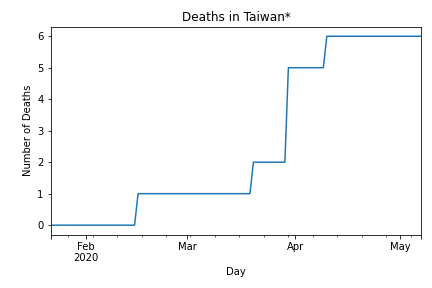 Deaths in Taiwan*
Number of Deaths
6
5
4
3
2
1
0
Feb
2020
Mar
Apr
May
Day